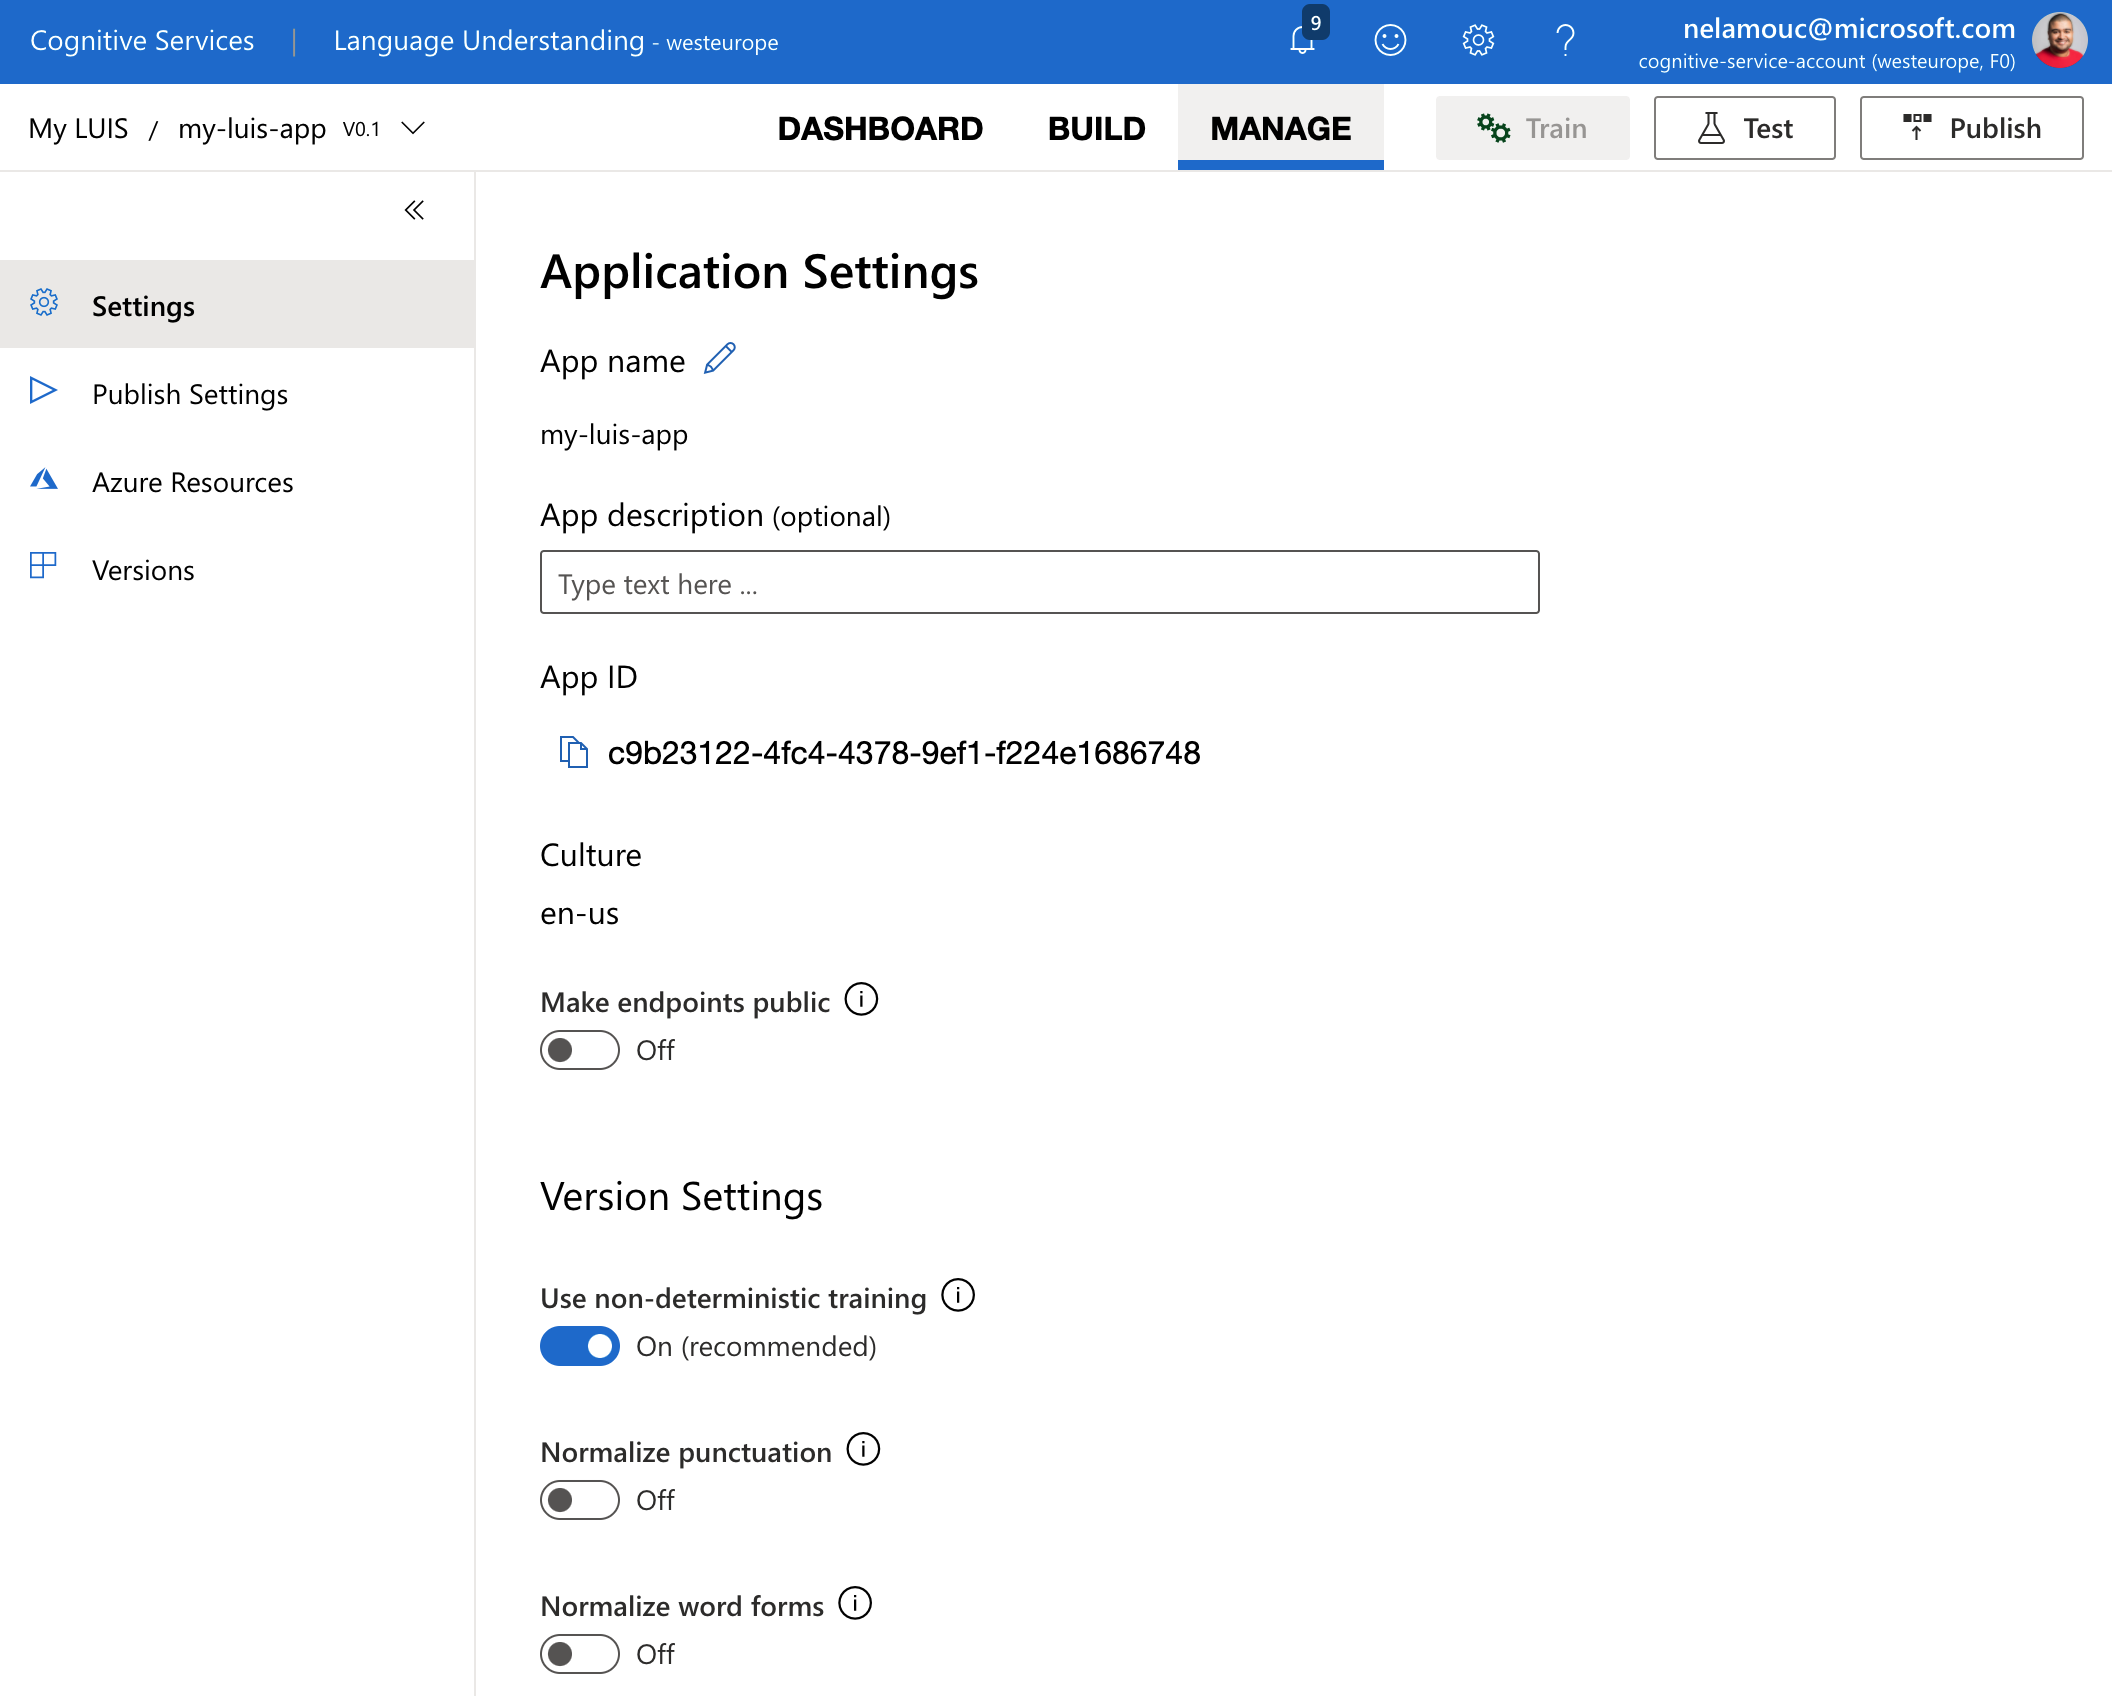 Cognitive Services | Language Understanding - westeurope
9
nelamouc@microsoft.com
cognitive-service-account (westeurope, F0)
My LUIS / my-luis-app V0.1
DASHBOARD BUILD MANAGE
Train Test Publish
Settings
Publish Settings
Azure Resources
Versions
Application Settings
App name
my-luis-app
App description (optional)
Type text here ...
App ID
c9b23122-4fc4-4378-9ef1-f224e1686748
Culture
en-us
Make endpoints public
Off
Version Settings
Use non-deterministic training
On (recommended)
Normalize punctuation
Off
Normalize word forms
Off